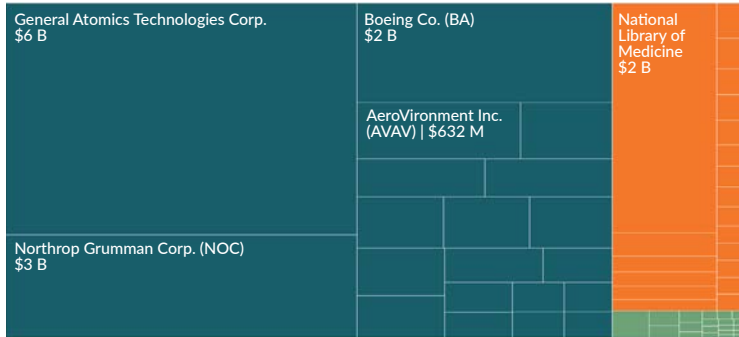 General Atomics Technologies Corp.
$6 B
Boeing Co. (BA)
$2 B
National
Library of
Medicine
$2 B
AeroVironment Inc.
(AVAV) | $632 M
Northrop Grumman Corp. (NOC)
$3 B